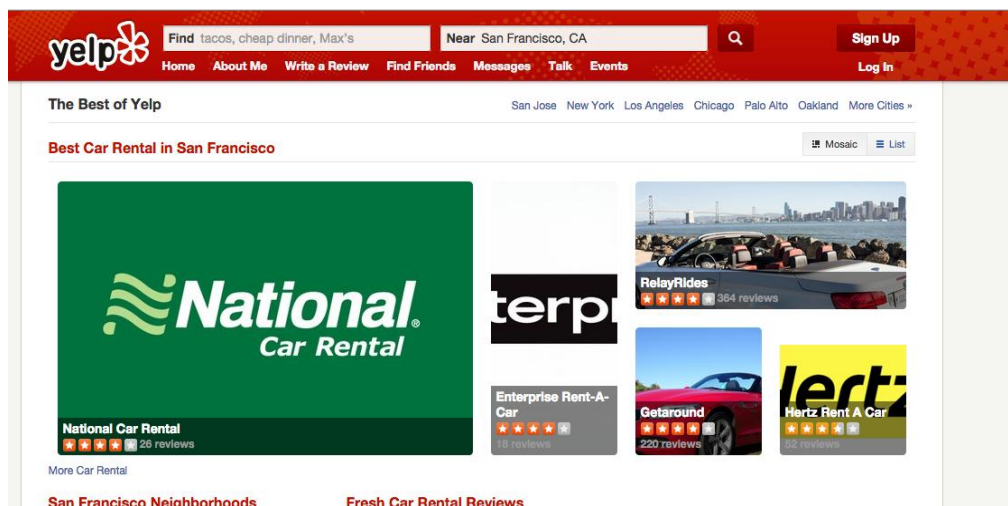 yelp
Find tacos, cheap dinner, Max's
Near San Francisco, CA
Sign Up
Home About Me Write a Review Find Friends Messages Talk Events
Log In
The Best of Yelp
San Jose New York Los Angeles Chicago Palo Alto Oakland More Cities »
Best Car Rental in San Francisco
Mosaic List
National
Car Rental
National Car Rental
26 reviews
terpr
Enterprise Rent-A-
Car
18 reviews
RelayRides
364 reviews
Getaround
220 reviews
Hertz
Hertz Rent A Car
52 reviews
More Car Rental
San Francisco Neighborhoods
Fresh Car Rental Reviews